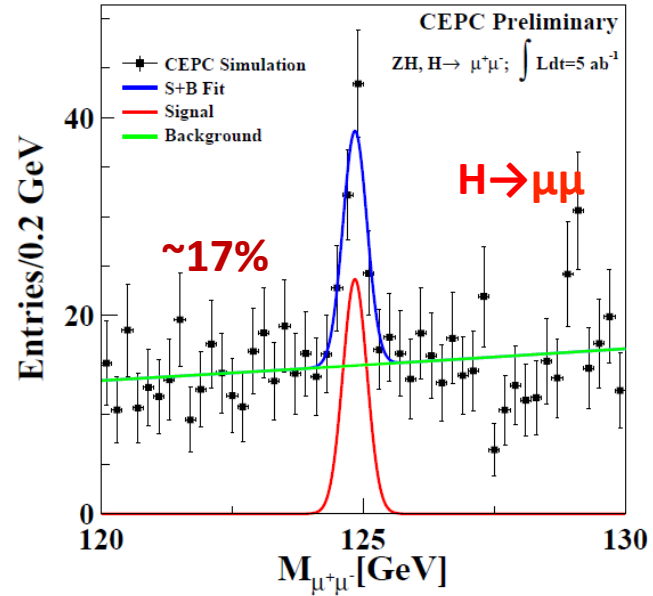 CEPC Preliminary
ZH, H→ μ⁺μ⁻; ∫ Ldt=5 ab⁻¹
CEPC Simulation
S+B Fit
Signal
Background
H→μμ
~17%
Entries/0.2 GeV
40
20
0
120
125
130
M_μ⁺μ⁻[GeV]